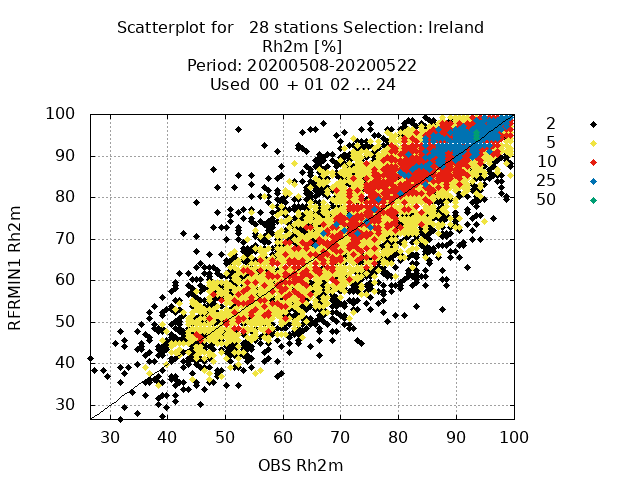 Scatterplot for   28 stations Selection: Ireland
Rh2m [%]
Period: 20200508-20200522
Used  00 + 01 02 ... 24
RFRMIN1 Rh2m
100
90
80
70
60
50
40
30
30 40 50 60 70 80 90 100
OBS Rh2m
2
5
10
25
50